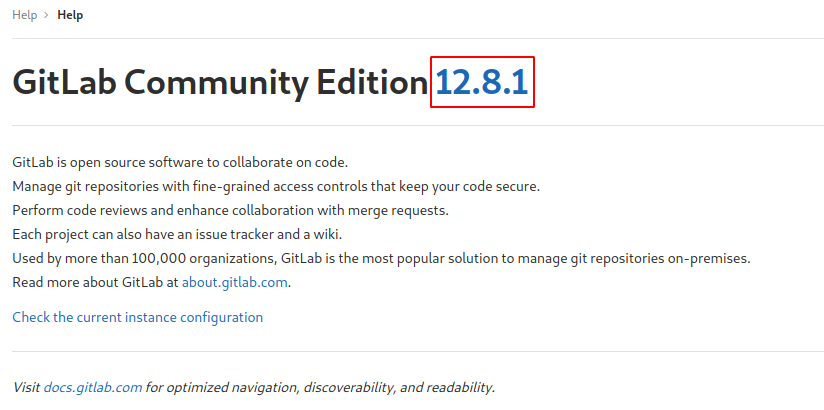 Help › Help
GitLab Community Edition 12.8.1
GitLab is open source software to collaborate on code.
Manage git repositories with fine-grained access controls that keep your code secure.
Perform code reviews and enhance collaboration with merge requests.
Each project can also have an issue tracker and a wiki.
Used by more than 100,000 organizations, GitLab is the most popular solution to manage git repositories on-premises.
Read more about GitLab at about.gitlab.com.
Check the current instance configuration
Visit docs.gitlab.com for optimized navigation, discoverability, and readability.